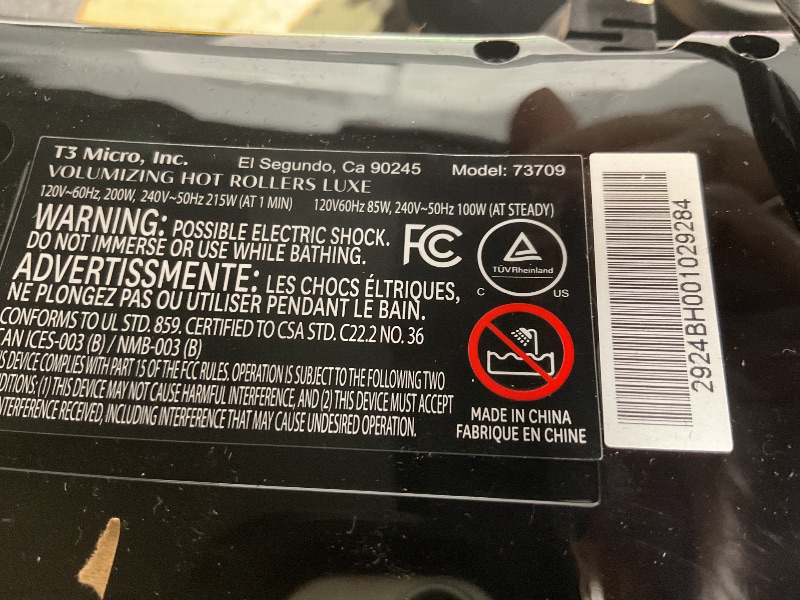 T3 Micro, Inc. El Segundo, Ca 90245 Model: 73709
VOLUMIZING HOT ROLLERS LUXE
120V~60Hz, 200W, 240V~50Hz 215W (AT 1 MIN) 120V60Hz 85W, 240V~50Hz 100W (AT STEADY)
WARNING: POSSIBLE ELECTRIC SHOCK.
DO NOT IMMERSE OR USE WHILE BATHING.
ADVERTISSMENTE: LES CHOCS ÉLTRIQUES,
NE PLONGEZ PAS OU UTILISER PENDANT LE BAIN.
CONFORMS TO UL STD. 859. CERTIFIED TO CSA STD. C22.2 NO. 36
CAN ICES-003 (B) / NMB-003 (B)
DEVICE COMPLIES WITH PART 15 OF THE FCC RULES. OPERATION IS SUBJECT TO THE FOLLOWING TWO
(1) THIS DEVICE MAY NOT CAUSE HARMFUL INTERFERENCE, AND (2) THIS DEVICE MUST ACCEPT
RECEIVED, INCLUDING INTERFERENCE THAT MAY CAUSE UNDESIRED OPERATION.
FC
TÜVRheinland
C US
MADE IN CHINA
FABRIQUE EN CHINE
2924BH001029284